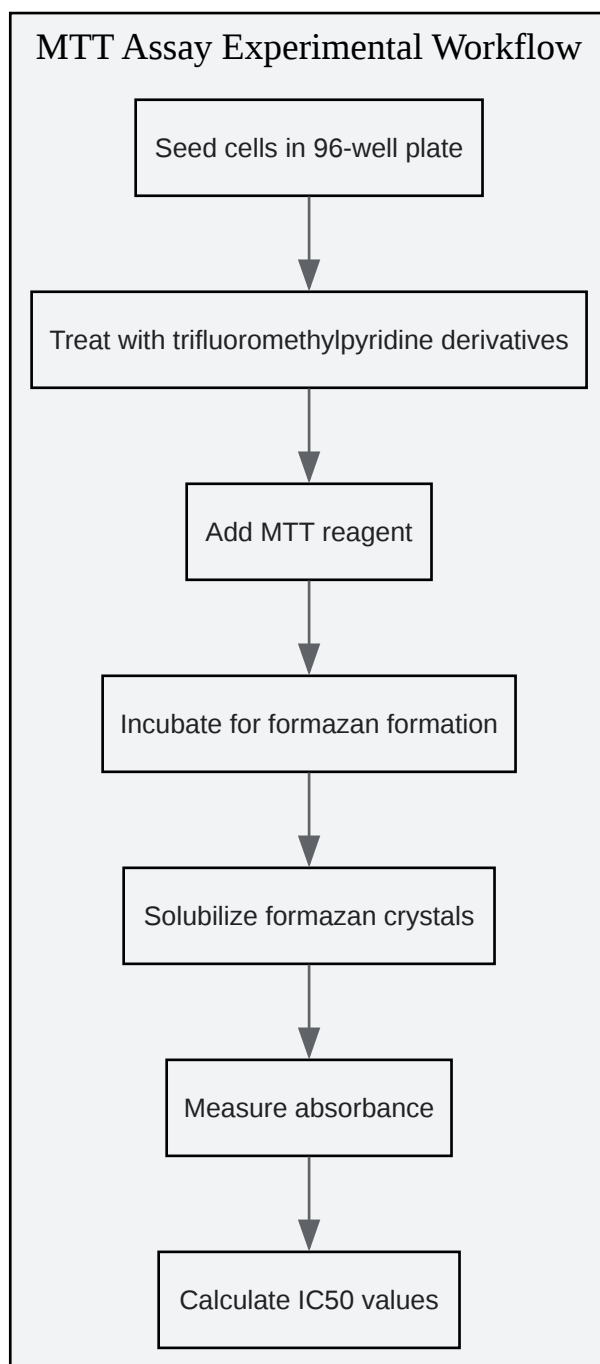 MTT Assay Experimental Workflow
Seed cells in 96-well plate
Treat with trifluoromethylpyridine derivatives
Add MTT reagent
Incubate for formazan formation
Solubilize formazan crystals
Measure absorbance
Calculate IC50 values